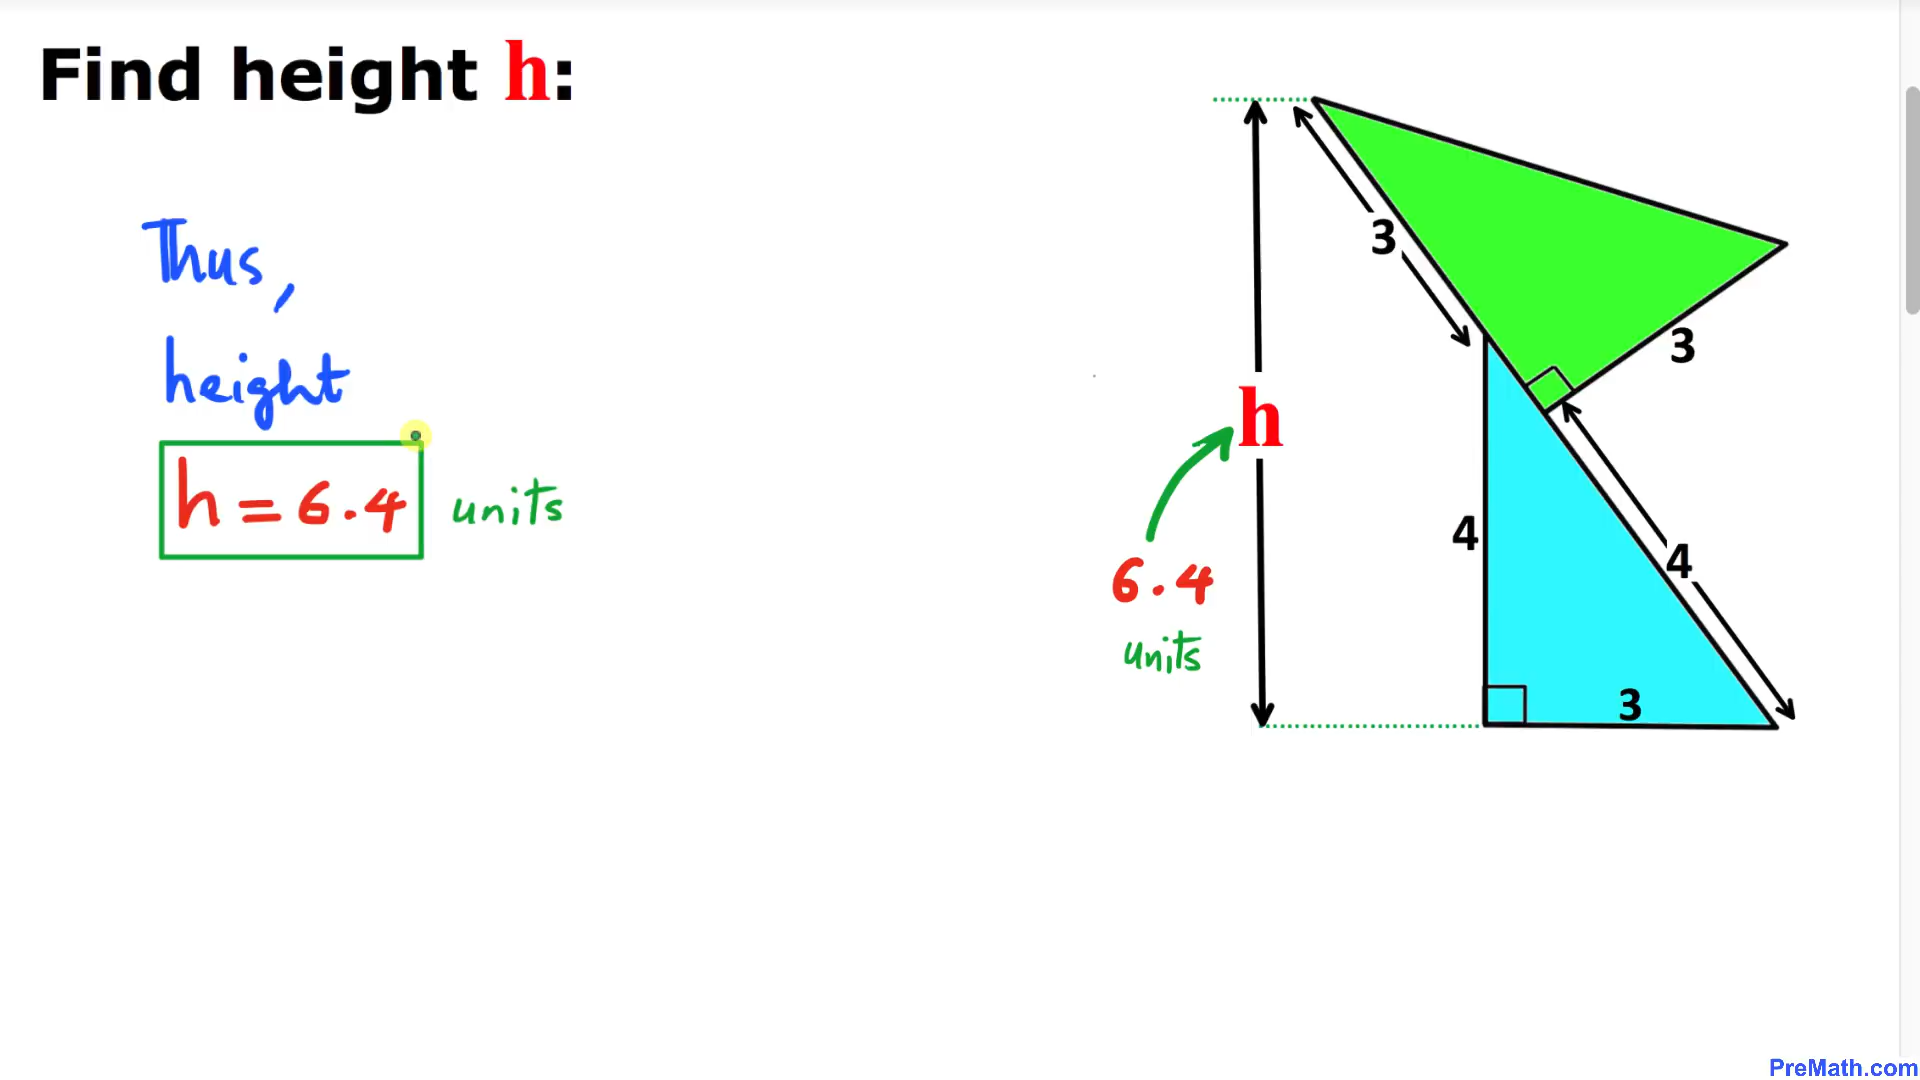 Find height h:
Thus,
height
h = 6.4 units
3
3
h
4
4
6.4
units
3
PreMath.com